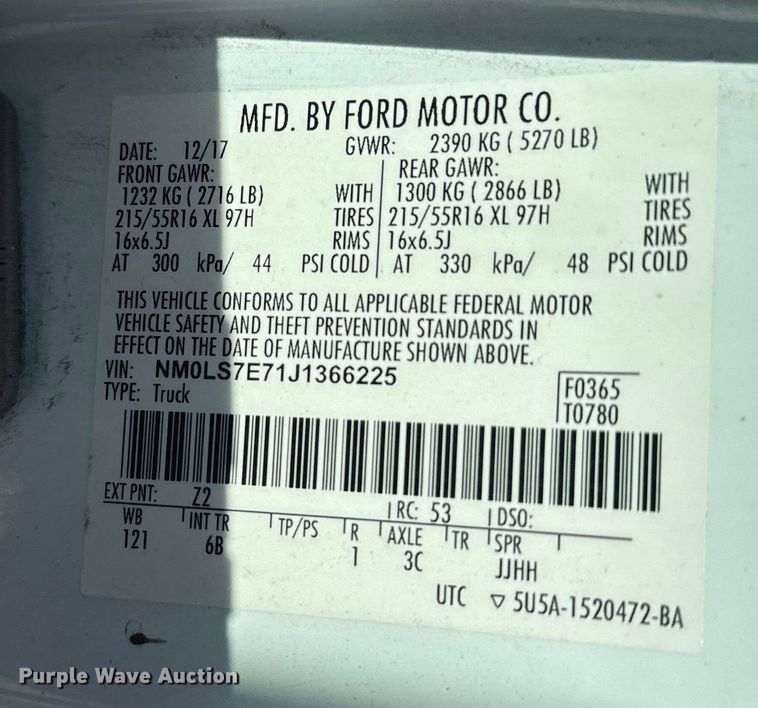 MFD. BY FORD MOTOR CO.
DATE: 12/17 GVWR: 2390 KG ( 5270 LB)
FRONT GAWR: REAR GAWR:
1232 KG ( 2716 LB) WITH 1300 KG ( 2866 LB) WITH
215/55R16 XL 97H TIRES 215/55R16 XL 97H TIRES
16x6.5J RIMS 16x6.5J RIMS
AT 300 kPa/ 44 PSI COLD AT 330 kPa/ 48 PSI COLD
THIS VEHICLE CONFORMS TO ALL APPLICABLE FEDERAL MOTOR
VEHICLE SAFETY AND THEFT PREVENTION STANDARDS IN
EFFECT ON THE DATE OF MANUFACTURE SHOWN ABOVE.
VIN: NM0LS7E71J1366225 F0365
TYPE: Truck T0780
EXT PNT: Z2 RC: 53 DSO:
WB INT TR TP/PS R AXLE TR SPR
121 6B 1 3C JJHH
UTC ▽ 5U5A-1520472-BA
Purple Wave Auction